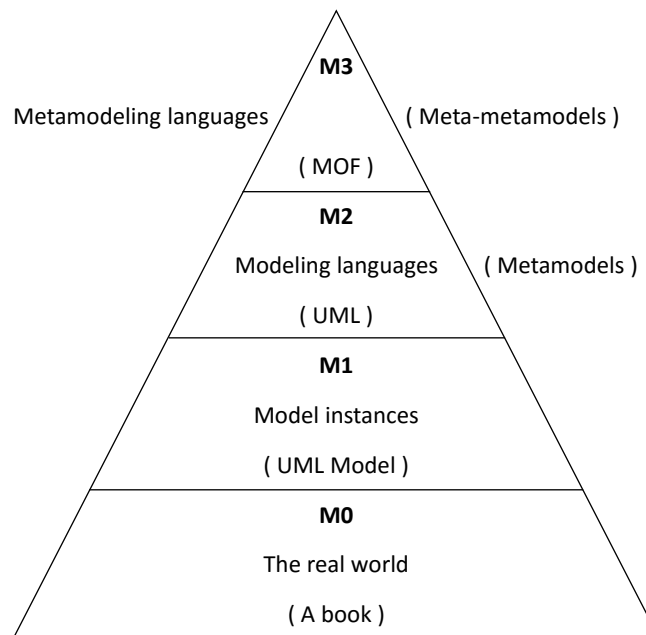 M3
Metamodeling languages ( Meta-metamodels )
( MOF )
M2
Modeling languages ( Metamodels )
( UML )
M1
Model instances
( UML Model )
M0
The real world
( A book )